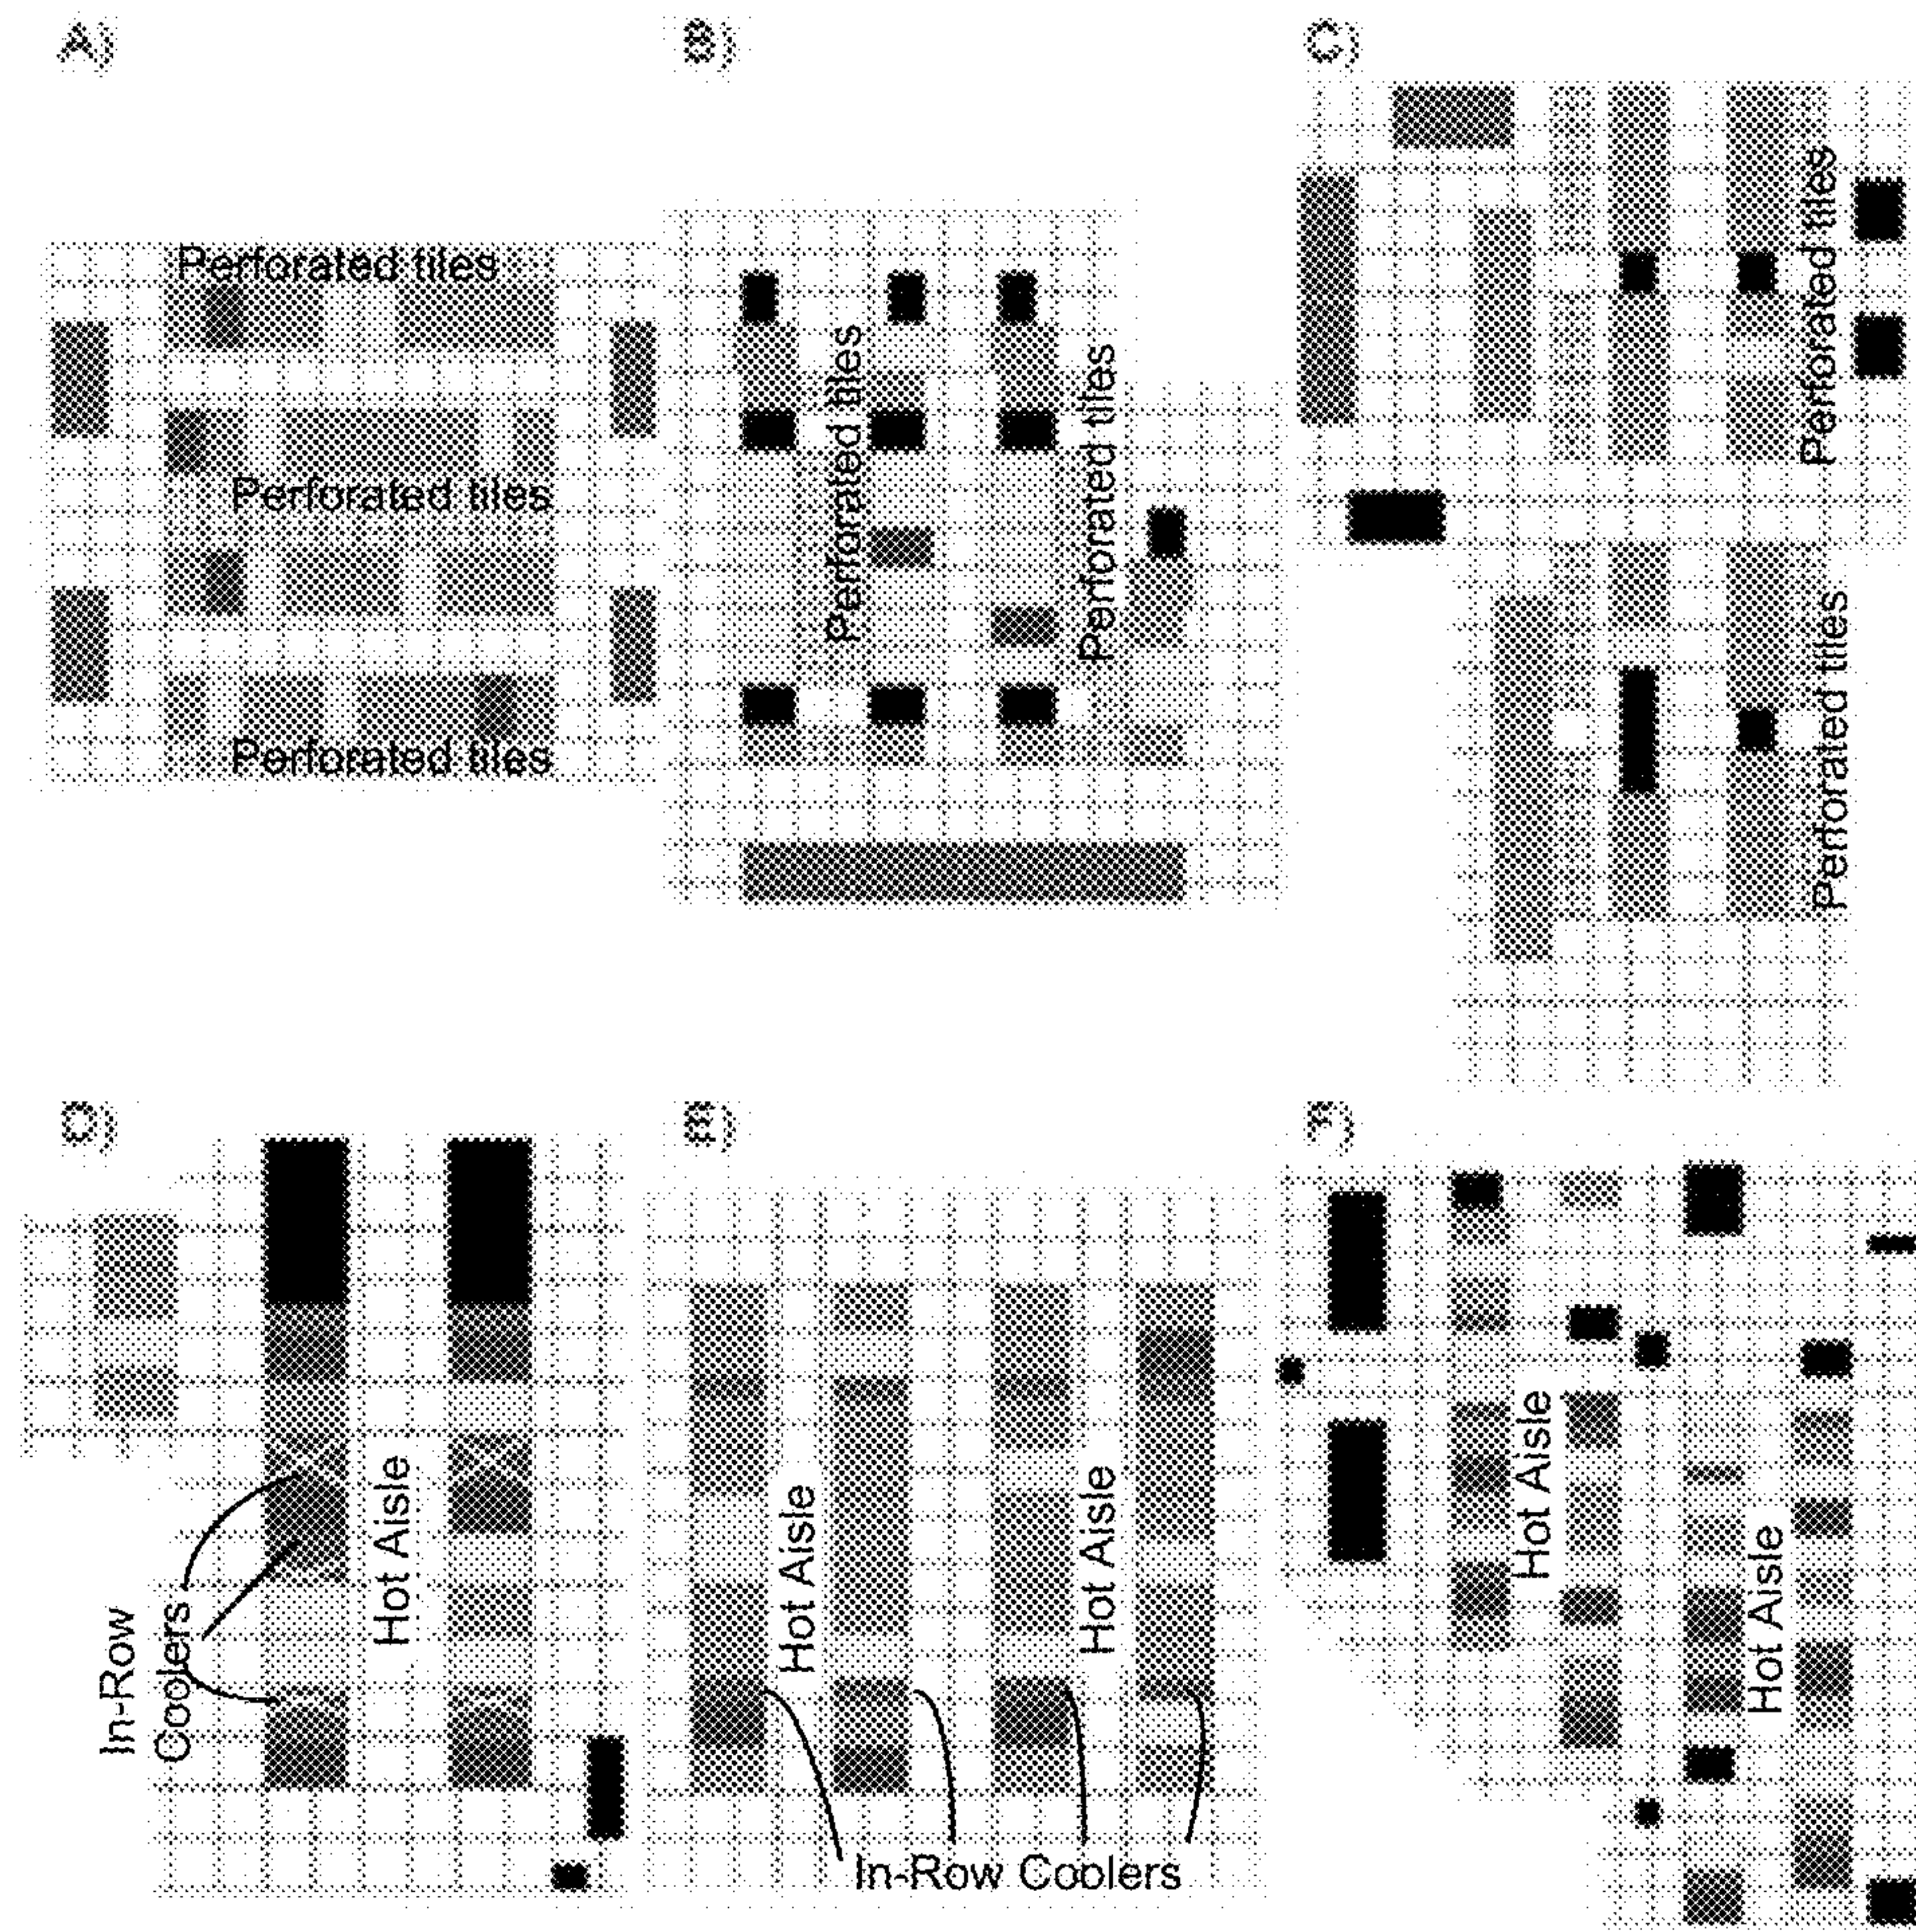 A)
B)
C)
Perforated tiles
Perforated tiles
Perforated tiles
Perforated tiles
Perforated tiles
Perforated tiles
Perforated tiles
D)
E)
F)
Hot Aisle
In-Row
Coolers
Hot Aisle
Hot Aisle
In-Row Coolers
Hot Aisle
Hot Aisle